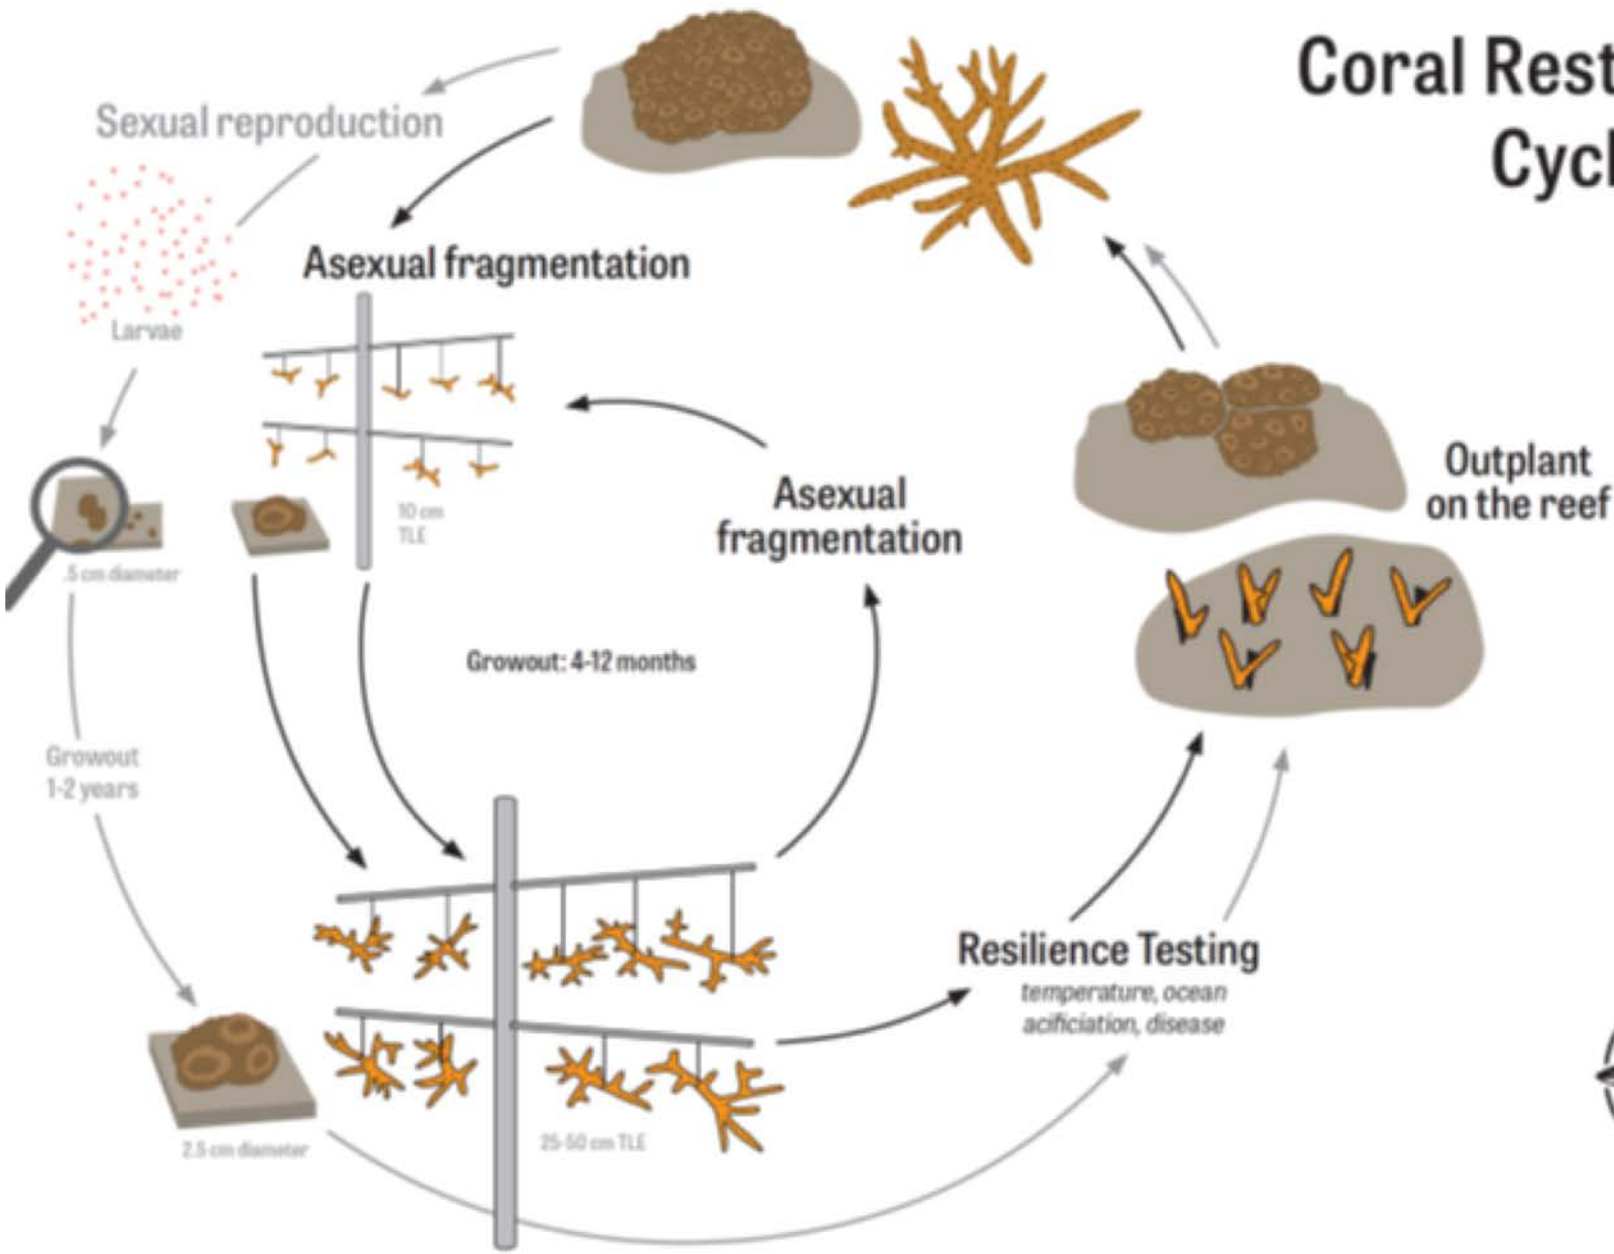 Coral Rest
Cycl
Sexual reproduction
Larvae
Asexual fragmentation
10 cm
TLE
.5 cm diameter
Asexual
fragmentation
Outplant
on the reef
Growout: 4-12 months
Growout
1-2 years
Resilience Testing
temperature, ocean
acificiation, disease
2.5 cm diameter
25-50 cm TLE